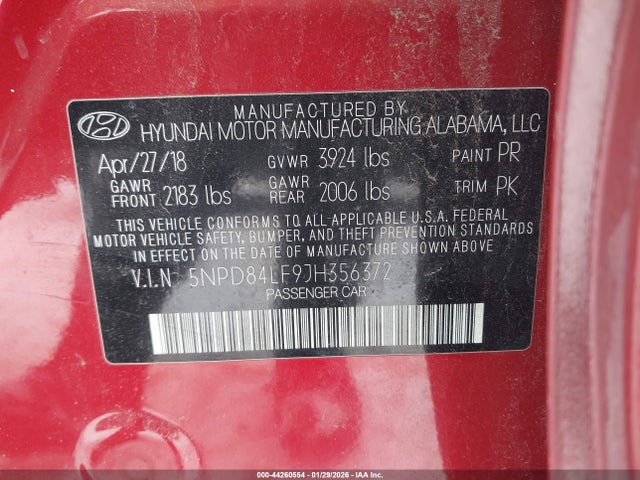 MANUFACTURED BY
HYUNDAI MOTOR MANUFACTURING ALABAMA, LLC
Apr/27/18 GVWR 3924 lbs PAINT PR
GAWR FRONT 2183 lbs GAWR REAR 2006 lbs TRIM PK
THIS VEHICLE CONFORMS TO ALL APPLICABLE U.S.A. FEDERAL
MOTOR VEHICLE SAFETY, BUMPER, AND THEFT PREVENTION STANDARDS
IN EFFECT ON THE DATE OF MANUFACTURE SHOWN ABOVE.
V.I.N 5NPD84LF9JH356372
PASSENGER CAR
000-44260554 - 01/29/2026 - IAAI.COM